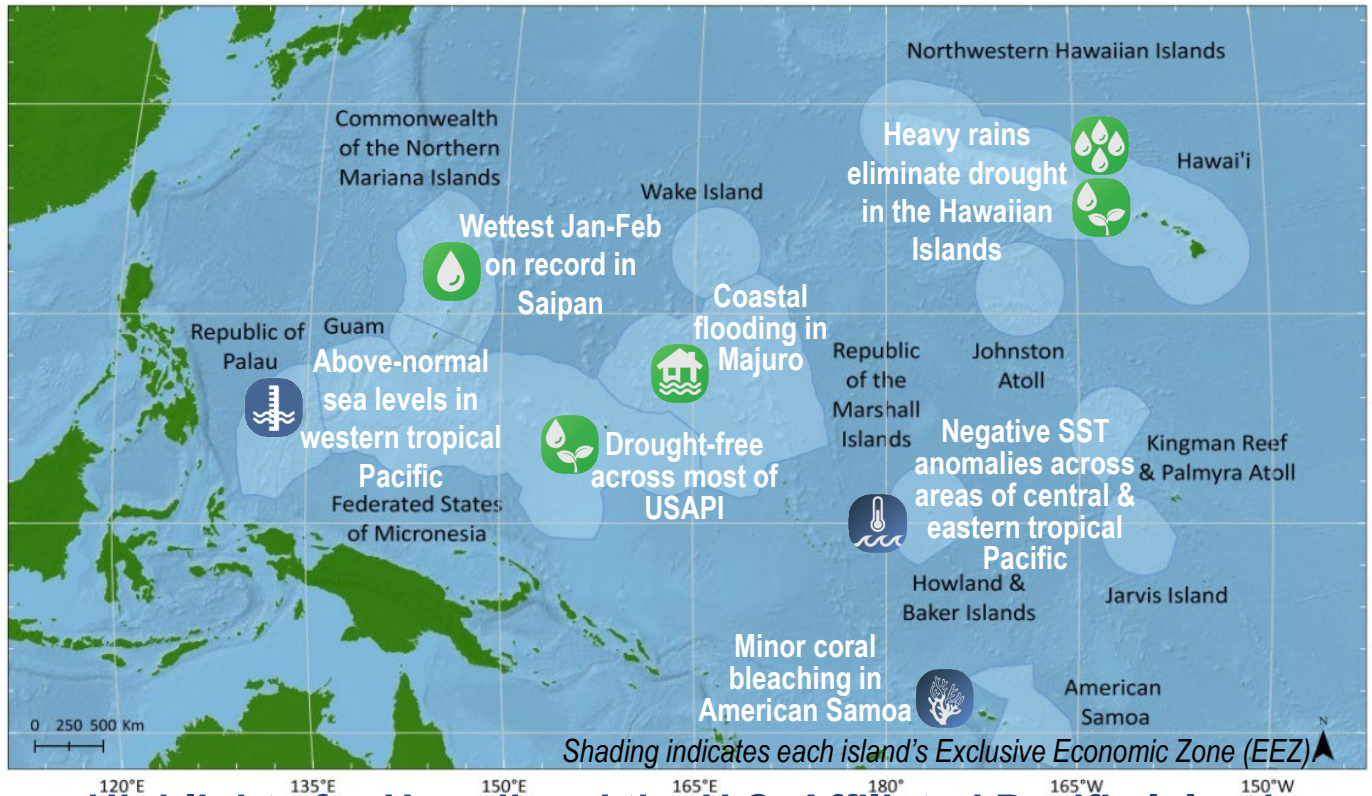 Northwestern Hawaiian Islands
Commonwealth
of the Northern
Mariana Islands
Heavy rains
eliminate drought
in the Hawaiian
Islands
Hawai'i
Wake Island
Wettest Jan-Feb
on record in
Saipan
Coastal
flooding in
Majuro
Republic of
Palau
Guam
Above-normal
sea levels in
western tropical
Pacific
Republic
of the
Marshall
Islands
Johnston
Atoll
Drought-free
across most of
USAPI
Negative SST
anomalies across
areas of central &
eastern tropical
Pacific
Kingman Reef
& Palmyra Atoll
Federated States
of Micronesia
Howland &
Baker Islands
Jarvis Island
Minor coral
bleaching in
American Samoa
American
Samoa
0 250 500 Km
N
Shading indicates each island's Exclusive Economic Zone (EEZ)
120°E 135°E 150°E 165°E 180° 165°W 150°W